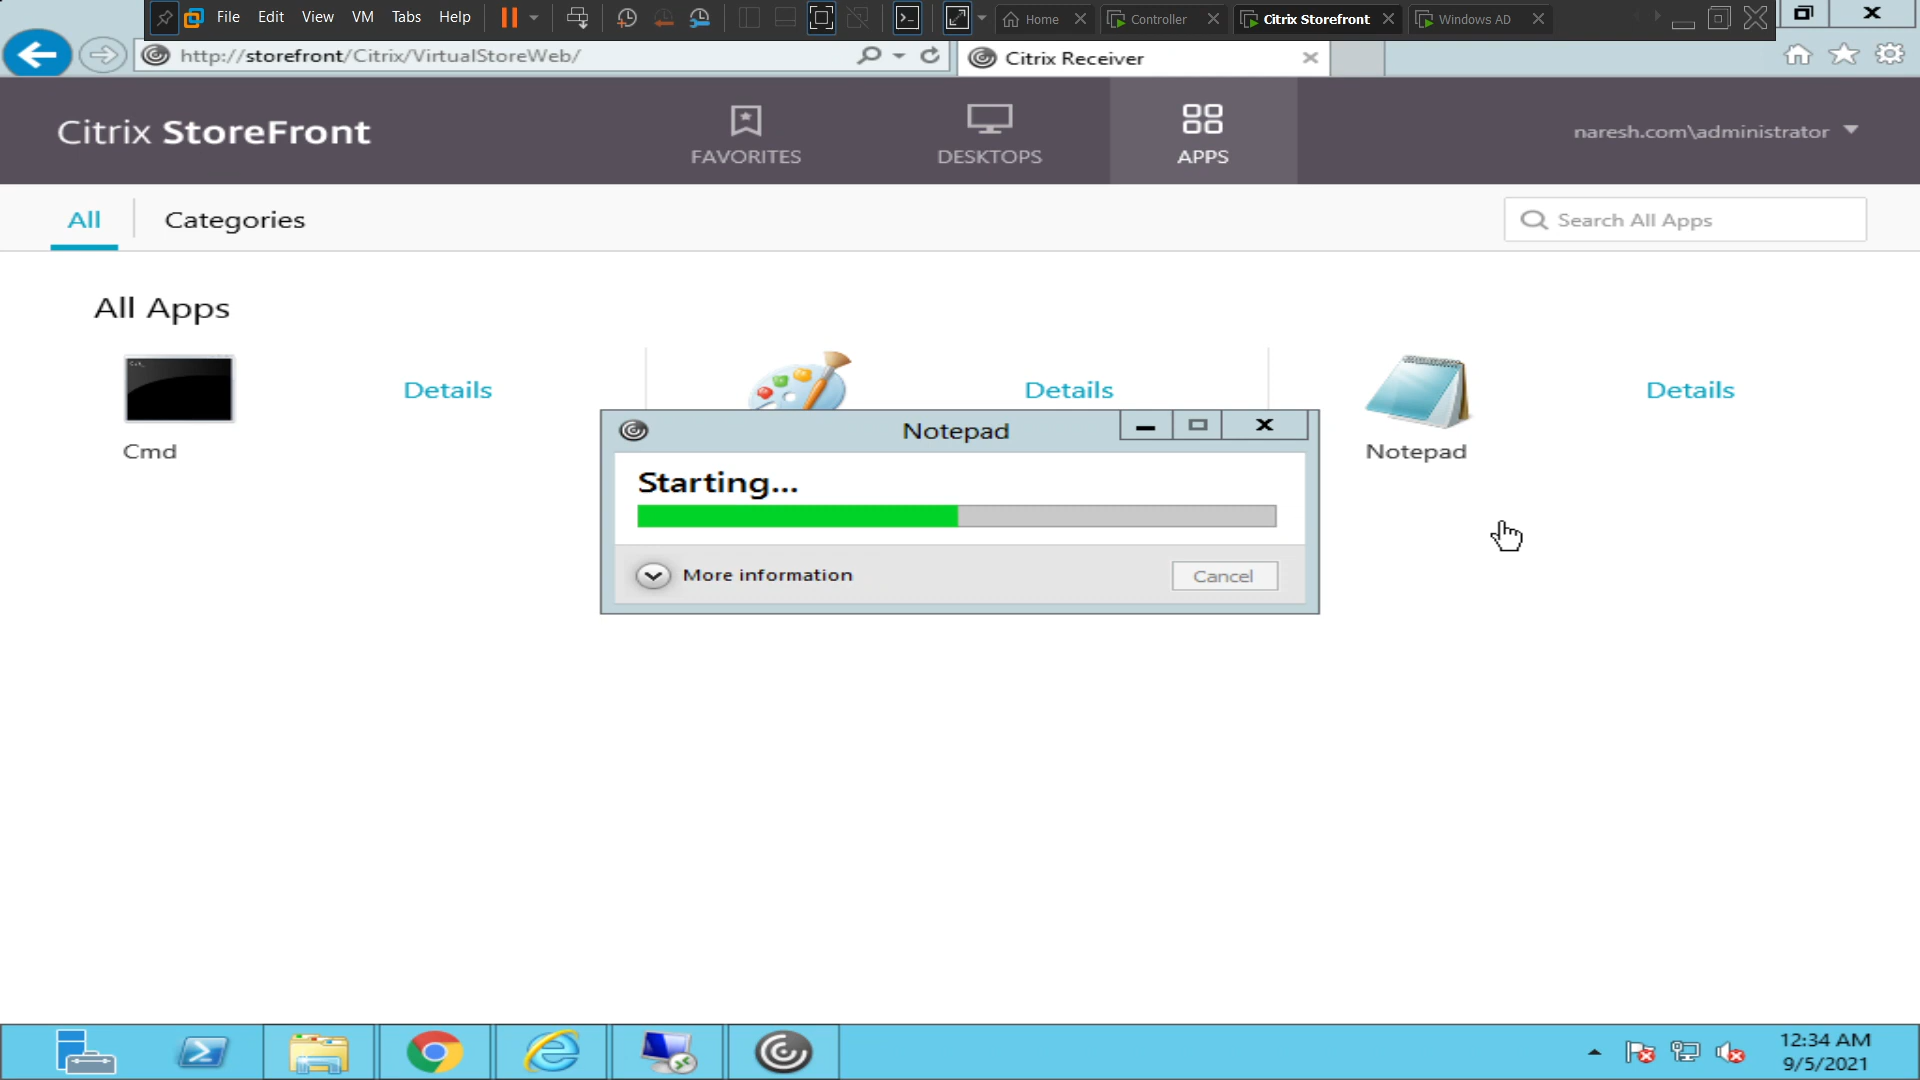 File Edit View VM Tabs Help Home Controller Citrix Storefront Windows AD
http://storefront/Citrix/VirtualStoreWeb/ Citrix Receiver
Citrix StoreFront
FAVORITES DESKTOPS APPS
naresh.com\administrator
All Categories Search All Apps
All Apps
Details Details Details
Cmd Notepad
Notepad
Starting...
More information Cancel
12:34 AM
9/5/2021